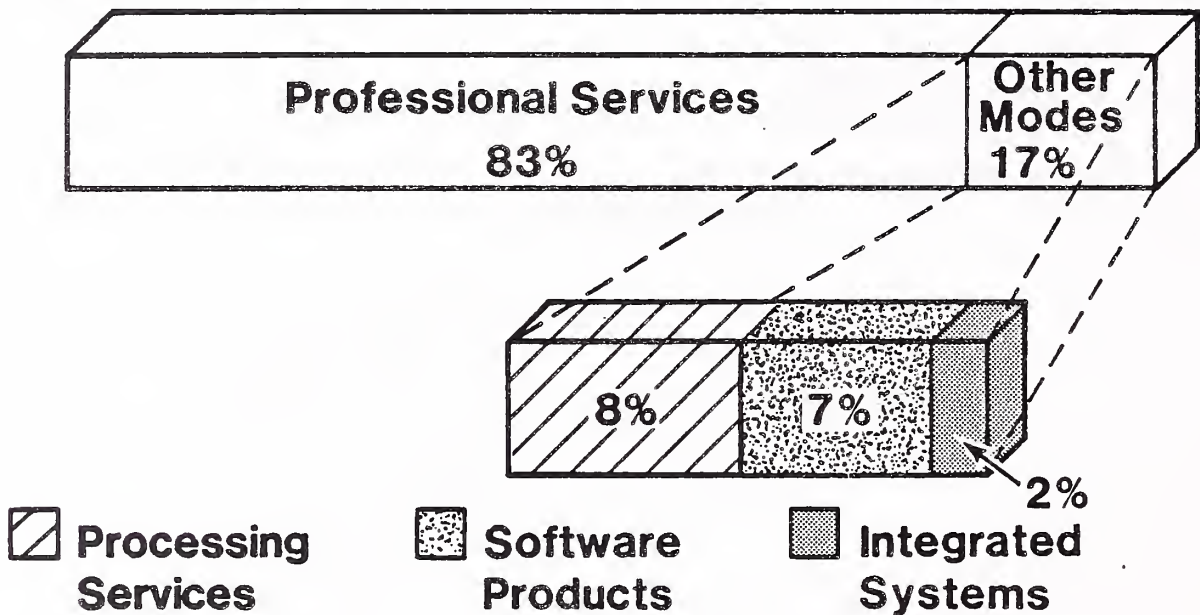 Professional Services
83%
Other
Modes
17%
8%
7%
2%
Processing
Services
Software
Products
Integrated
Systems